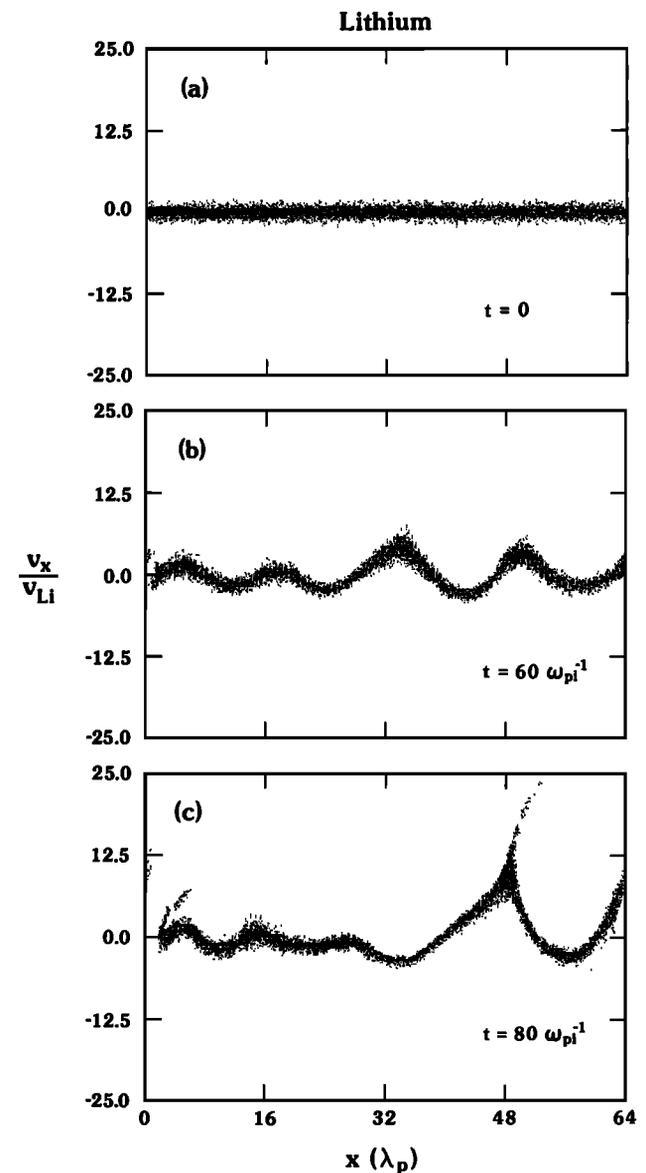 Lithium
25.0
(a)
12.5
0.0
-12.5
t = 0
-25.0
25.0
(b)
12.5
v_x / v_Li
0.0
-12.5
t = 60 ω_pi^-1
-25.0
25.0
(c)
12.5
0.0
-12.5
t = 80 ω_pi^-1
-25.0
0 16 32 48 64
x (λ_p)